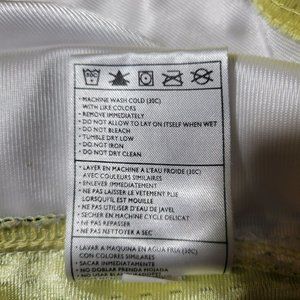 30C
• MACHINE WASH COLD (30C)
WITH LIKE COLORS
• REMOVE IMMEDIATELY
• DO NOT ALLOW TO LAY ON ITSELF WHEN WET
• DO NOT BLEACH
• TUMBLE DRY LOW
• DO NOT IRON
• DO NOT DRY CLEAN
• LAVER EN MACHINE A L'EAU FROIDE (30C)
AVEC COULEURS SIMILAIRES
• ENLEVER IMMEDIATEMENT
• NE PAS LAISSER LE VETEMENT PLIE
LORSQU'IL EST MOUILLE
• NE PAS UTILISER D'EAU DE JAVEL
• SECHER EN MACHINE CYCLE DELICAT
• NE PAS REPASSER
• NE PAS NETTOYER A SEC
• LAVAR A MAQUINA EN AGUA FRIA (30C)
CON COLORES SIMILARES
• SACAR INMEDIATAMENTE
• NO DOBLAR PRENDA MOJADA